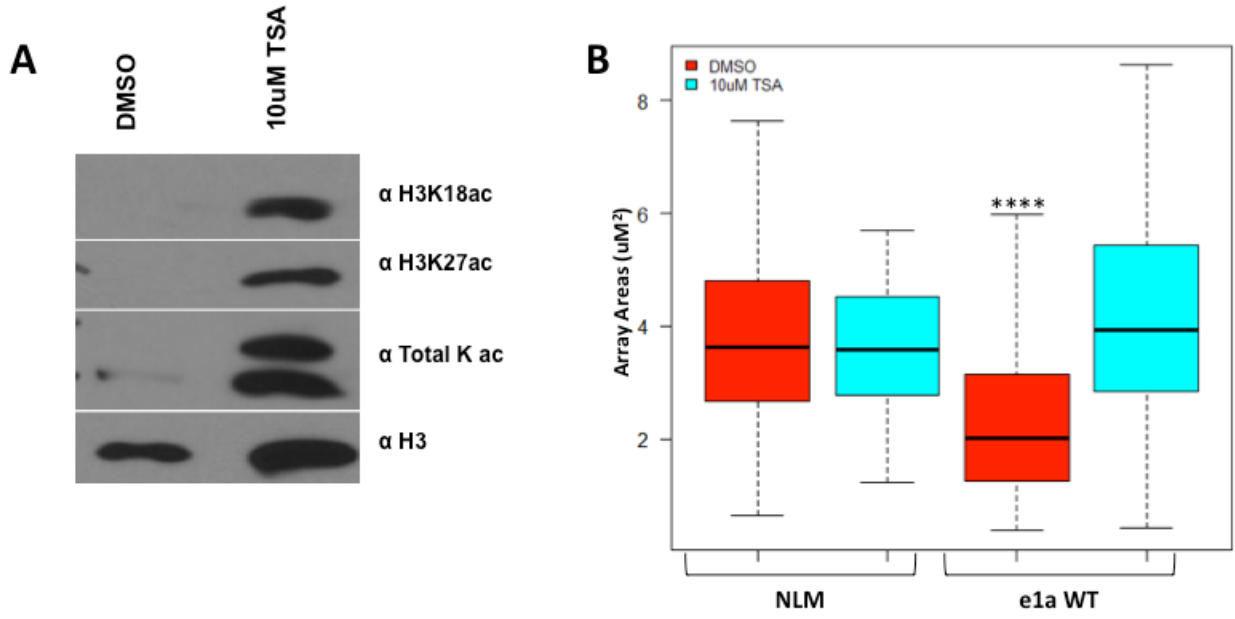 A
DMSO
10uM TSA
α H3K18ac
α H3K27ac
α Total K ac
α H3
B
DMSO
10uM TSA
Array Areas (uM²)
8
6
4
2
****
NLM
e1a WT